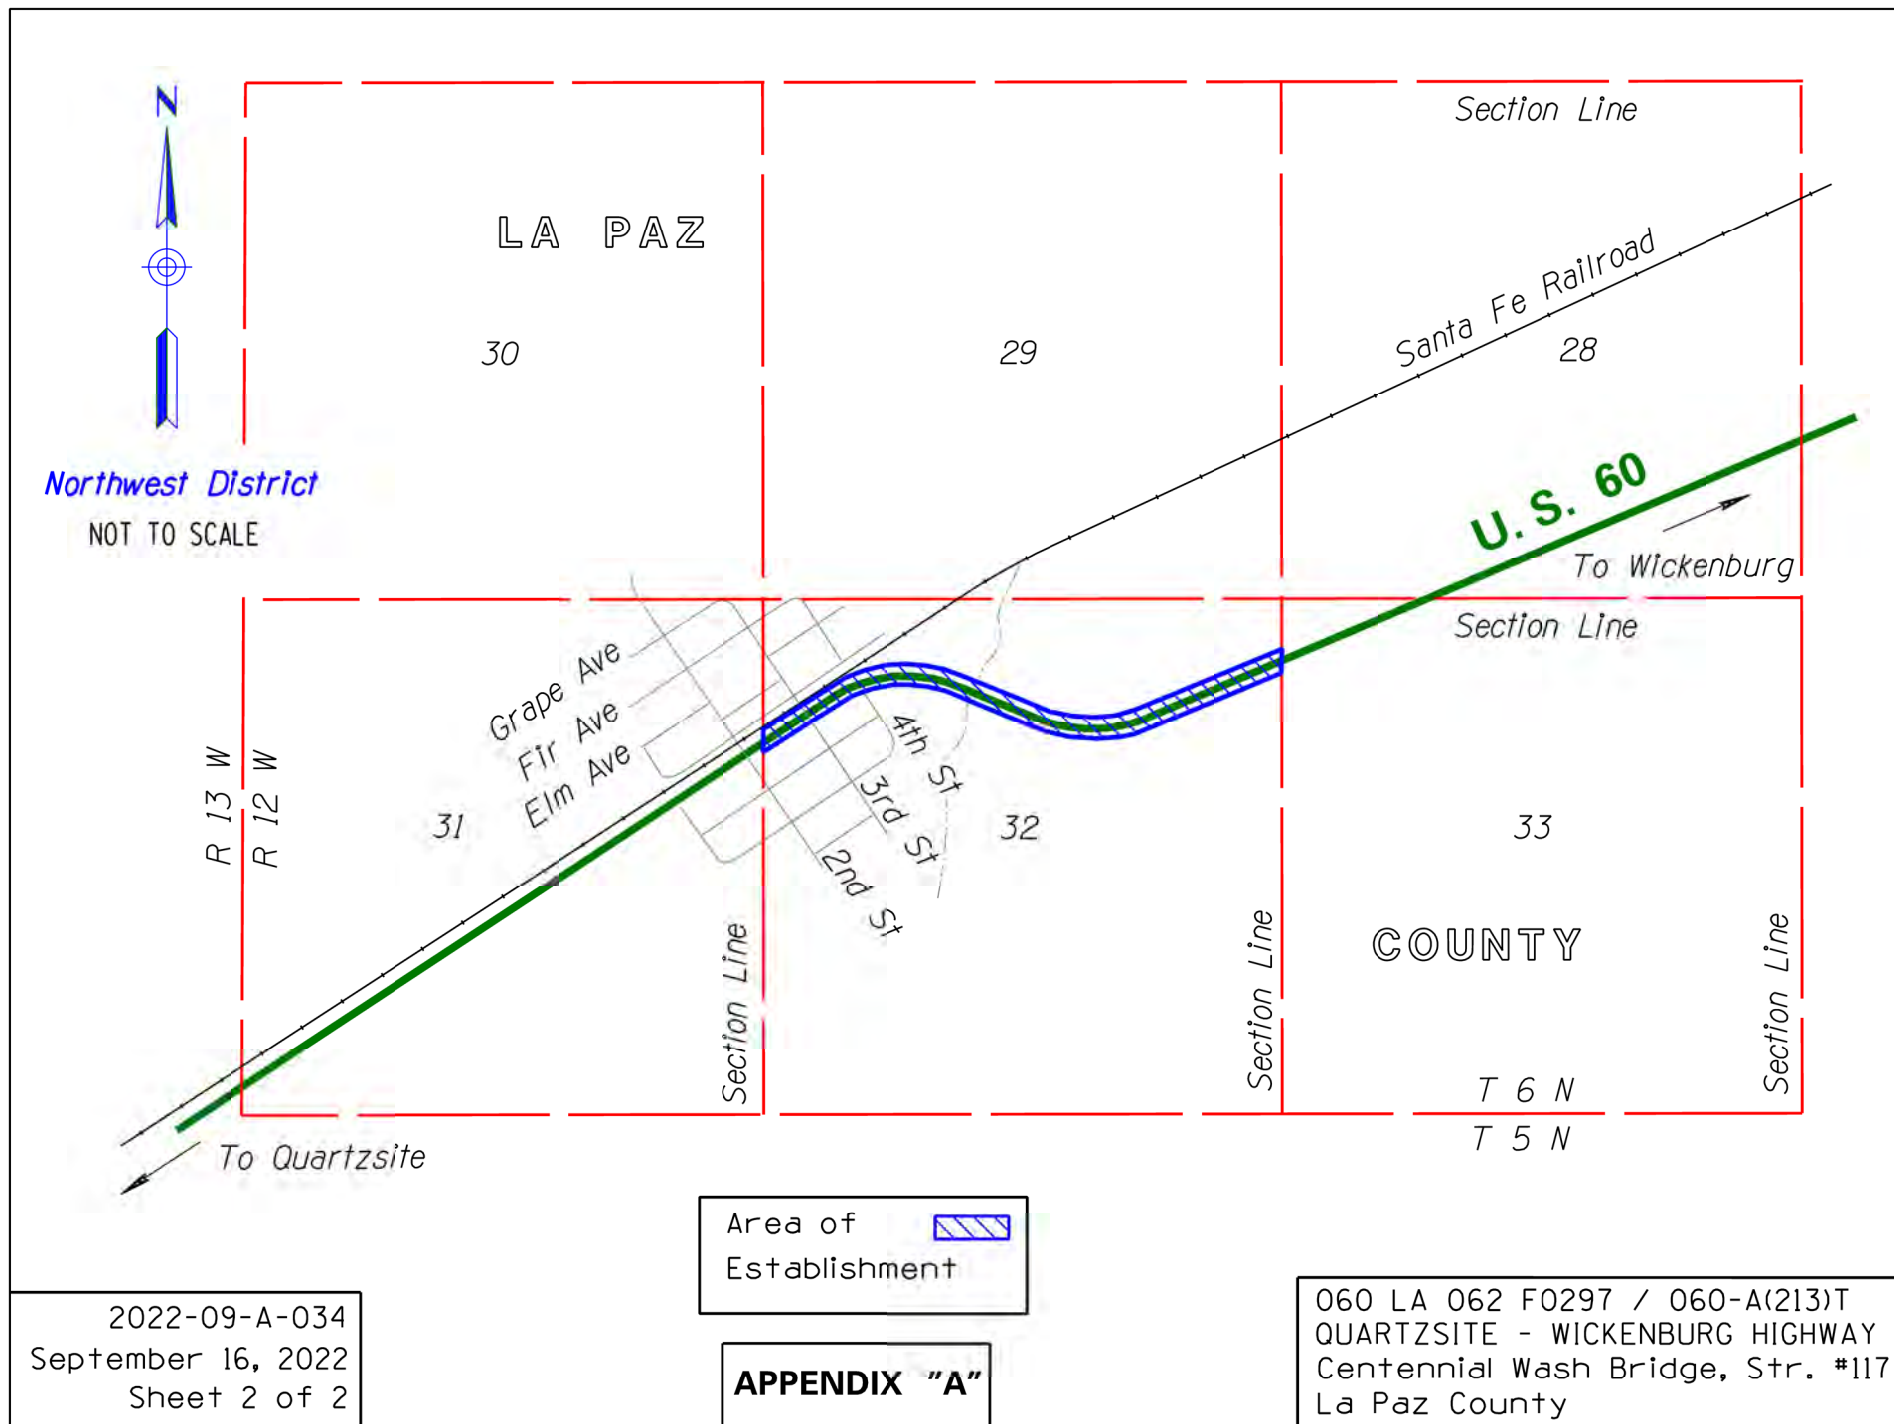 N
Section Line
LA PAZ
Santa Fe Railroad
30
29
28
Northwest District
NOT TO SCALE
U. S. 60
To Wickenburg
Section Line
Grape Ave
Fir Ave
Elm Ave
4th St
3rd St
2nd St
R 13 W
R 12 W
31
32
33
COUNTY
Section Line
Section Line
Section Line
T 6 N
T 5 N
To Quartzsite
Area of
Establishment
2022-09-A-034
September 16, 2022
Sheet 2 of 2
APPENDIX "A"
060 LA 062 F0297 / 060-A(213)T
QUARTZSITE - WICKENBURG HIGHWAY
Centennial Wash Bridge, Str. #117
La Paz County